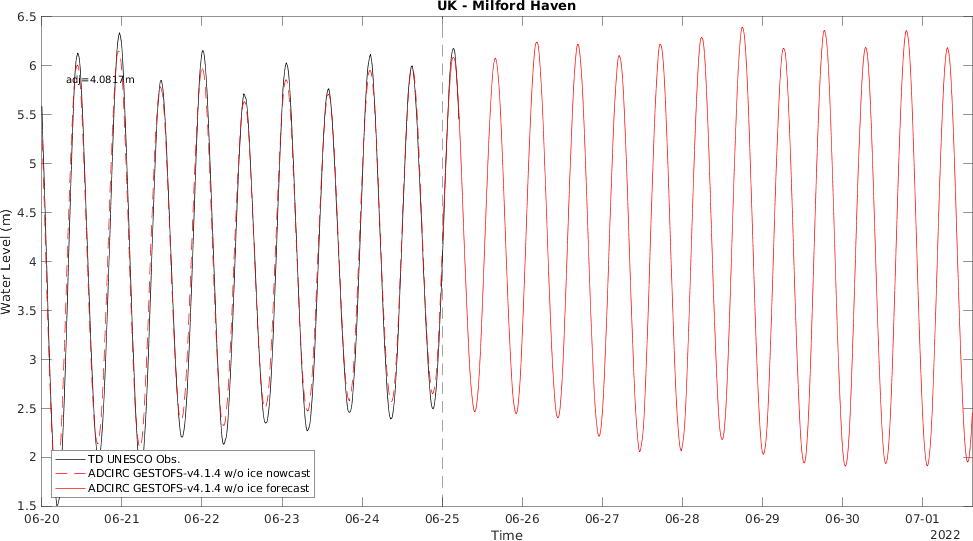 UK - Milford Haven
6.5
6
5.5
5
4.5
4
3.5
3
2.5
2
1.5
Water Level (m)
adj=4.0817m
TD UNESCO Obs.
ADCIRC GESTOFS-v4.1.4 w/o ice nowcast
ADCIRC GESTOFS-v4.1.4 w/o ice forecast
06-20 06-21 06-22 06-23 06-24 06-25 06-26 06-27 06-28 06-29 06-30 07-01
2022
Time